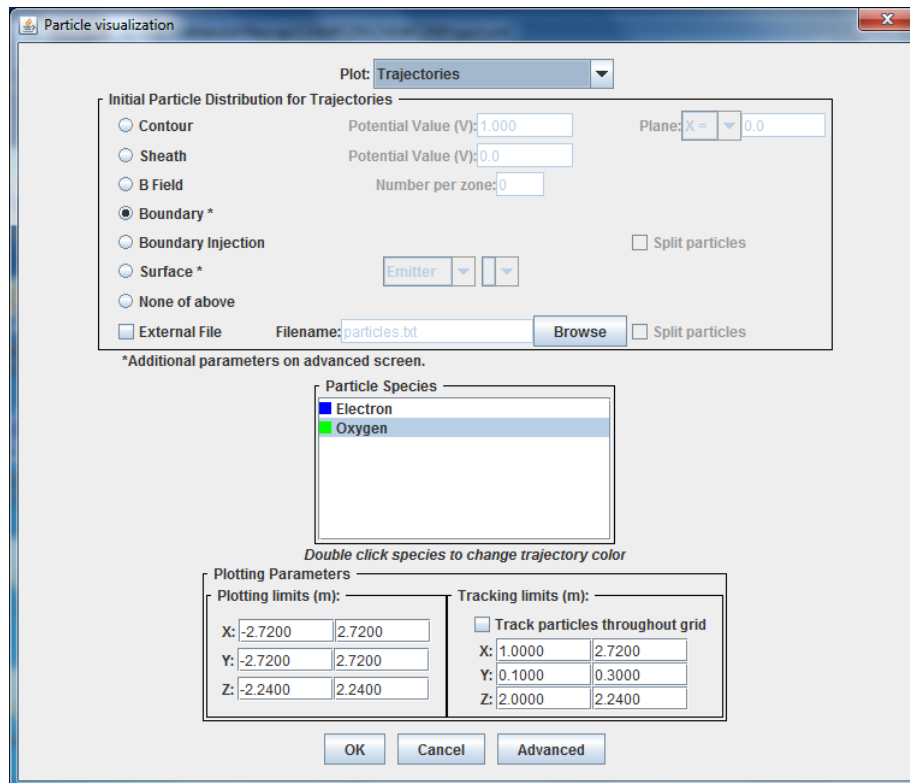 Particle visualization
Plot: Trajectories
Initial Particle Distribution for Trajectories
Contour Potential Value (V): 1.000 Plane: X = 0.0
Sheath Potential Value (V): 0.0
B Field Number per zone: 0
Boundary *
Boundary Injection Split particles
Surface * Emitter
None of above
External File Filename: particles.txt Browse Split particles
*Additional parameters on advanced screen.
Particle Species
Electron
Oxygen
Double click species to change trajectory color
Plotting Parameters
Plotting limits (m):
X: -2.7200 2.7200
Y: -2.7200 2.7200
Z: -2.2400 2.2400
Tracking limits (m):
Track particles throughout grid
X: 1.0000 2.7200
Y: 0.1000 0.3000
Z: 2.0000 2.2400
OK Cancel Advanced